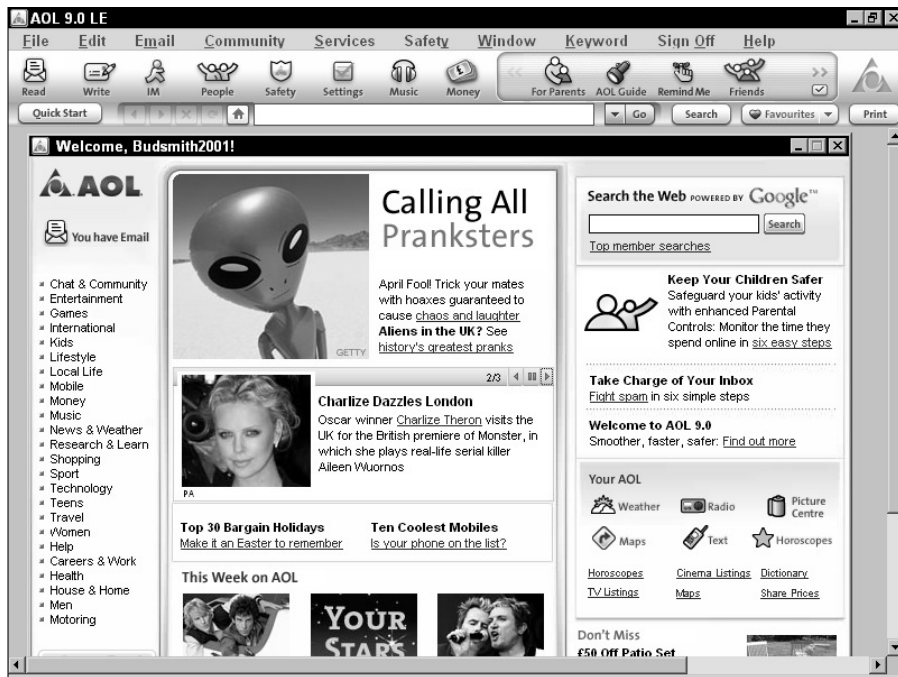 AOL 9.0 LE
File Edit Email Community Services Safety Window Keyword Sign Off Help
Read Write IM People Safety Settings Music Money For Parents AOL Guide Remind Me Friends
Quick Start Go Search Favourites Print
Welcome, Budsmith2001!
AOL
You have Email
Chat & Community
Entertainment
Games
International
Kids
Lifestyle
Local Life
Mobile
Money
Music
News & Weather
Research & Learn
Shopping
Sport
Technology
Teens
Travel
Women
Help
Careers & Work
Health
House & Home
Men
Motoring
GETTY
Calling All
Pranksters
April Fool! Trick your mates
with hoaxes guaranteed to
cause chaos and laughter
Aliens in the UK? See
history's greatest pranks
2/3
PA
Charlize Dazzles London
Oscar winner Charlize Theron visits the
UK for the British premiere of Monster, in
which she plays real-life serial killer
Aileen Wuornos
Top 30 Bargain Holidays
Make it an Easter to remember
Ten Coolest Mobiles
Is your phone on the list?
This Week on AOL
YOUR
STARS
Search the Web POWERED BY Google™
Search
Top member searches
Keep Your Children Safer
Safeguard your kids' activity
with enhanced Parental
Controls: Monitor the time they
spend online in six easy steps
Take Charge of Your Inbox
Fight spam in six simple steps
Welcome to AOL 9.0
Smoother, faster, safer: Find out more
Your AOL
Weather Radio Picture
Centre
Maps Text Horoscopes
Horoscopes Cinema Listings Dictionary
TV Listings Maps Share Prices
Don't Miss
£50 Off Patio Set